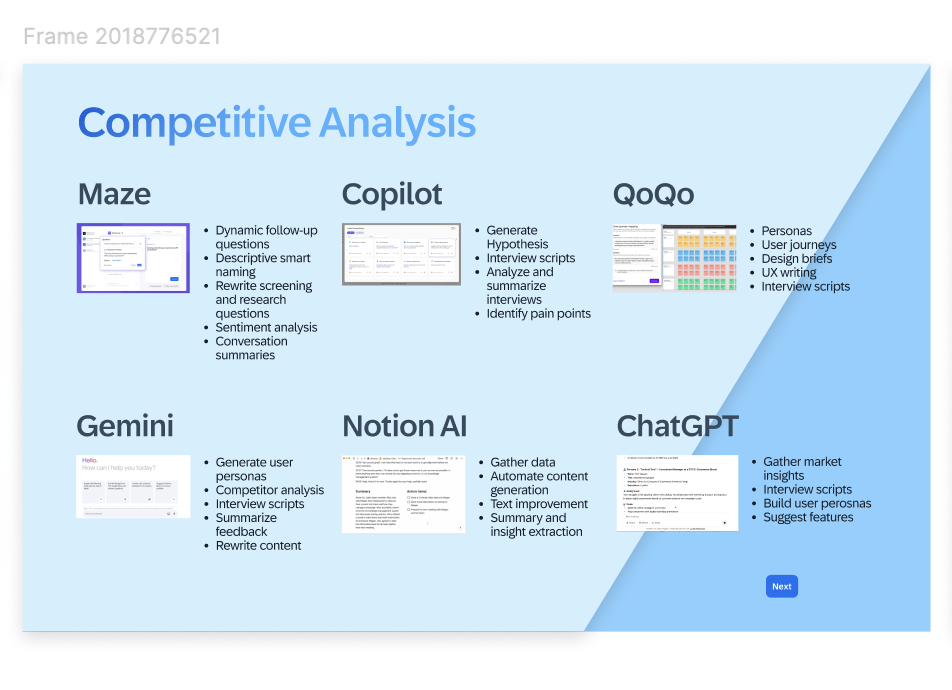 Frame 2018776521
Competitive Analysis
Maze
• Dynamic follow-up
questions
• Descriptive smart
naming
• Rewrite screening
and research
questions
• Sentiment analysis
• Conversation
summaries
Copilot
• Generate
Hypothesis
• Interview scripts
• Analyze and
summarize
interviews
• Identify pain points
QoQo
• Personas
• User journeys
• Design briefs
• UX writing
• Interview scripts
Gemini
Hello.
How can I help you today?
• Generate user
personas
• Competitor analysis
• Interview scripts
• Summarize
feedback
• Rewrite content
Notion AI
Summary
Action items
• Gather data
• Automate content
generation
• Text improvement
• Summary and
insight extraction
ChatGPT
• Gather market
insights
• Interview scripts
• Build user perosnas
• Suggest features
Next